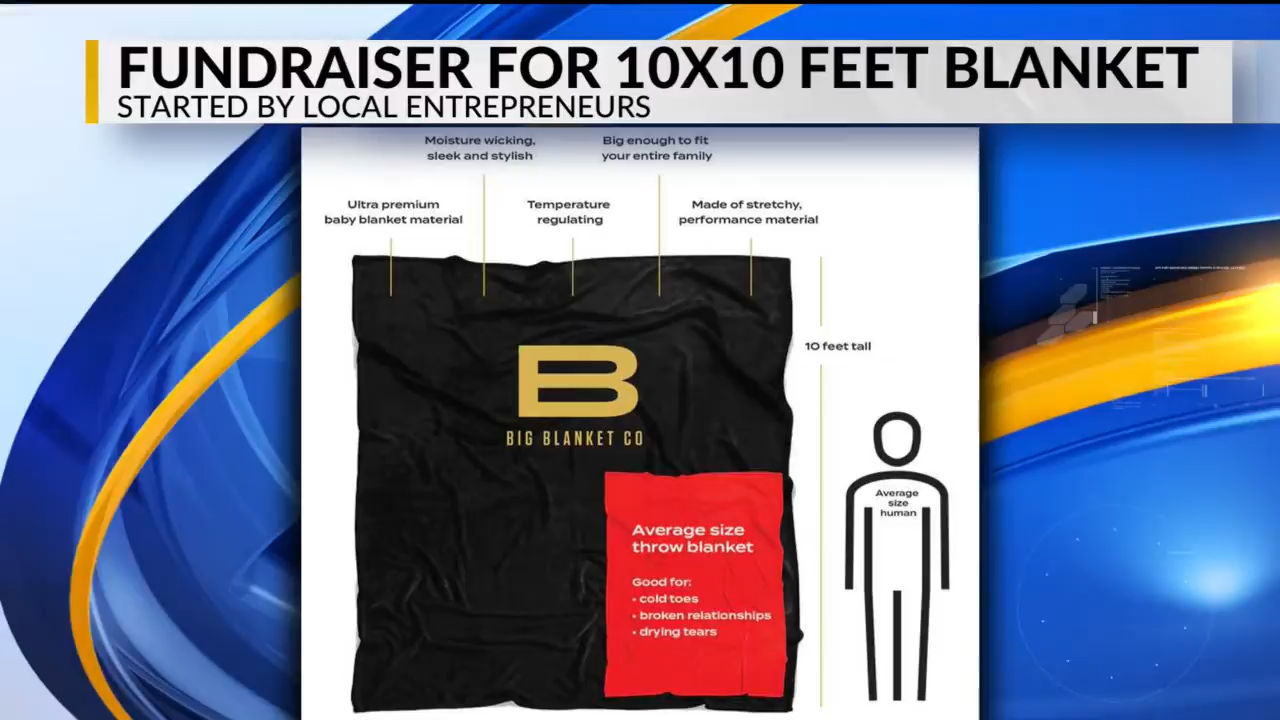 FUNDRAISER FOR 10X10 FEET BLANKET
STARTED BY LOCAL ENTREPRENEURS
Moisture wicking,
sleek and stylish
Big enough to fit
your entire family
Ultra premium
baby blanket material
Temperature
regulating
Made of stretchy,
performance material
10 feet tall
B
BIG BLANKET CO
Average size
throw blanket
Good for:
• cold toes
• broken relationships
• drying tears
Average
size
human